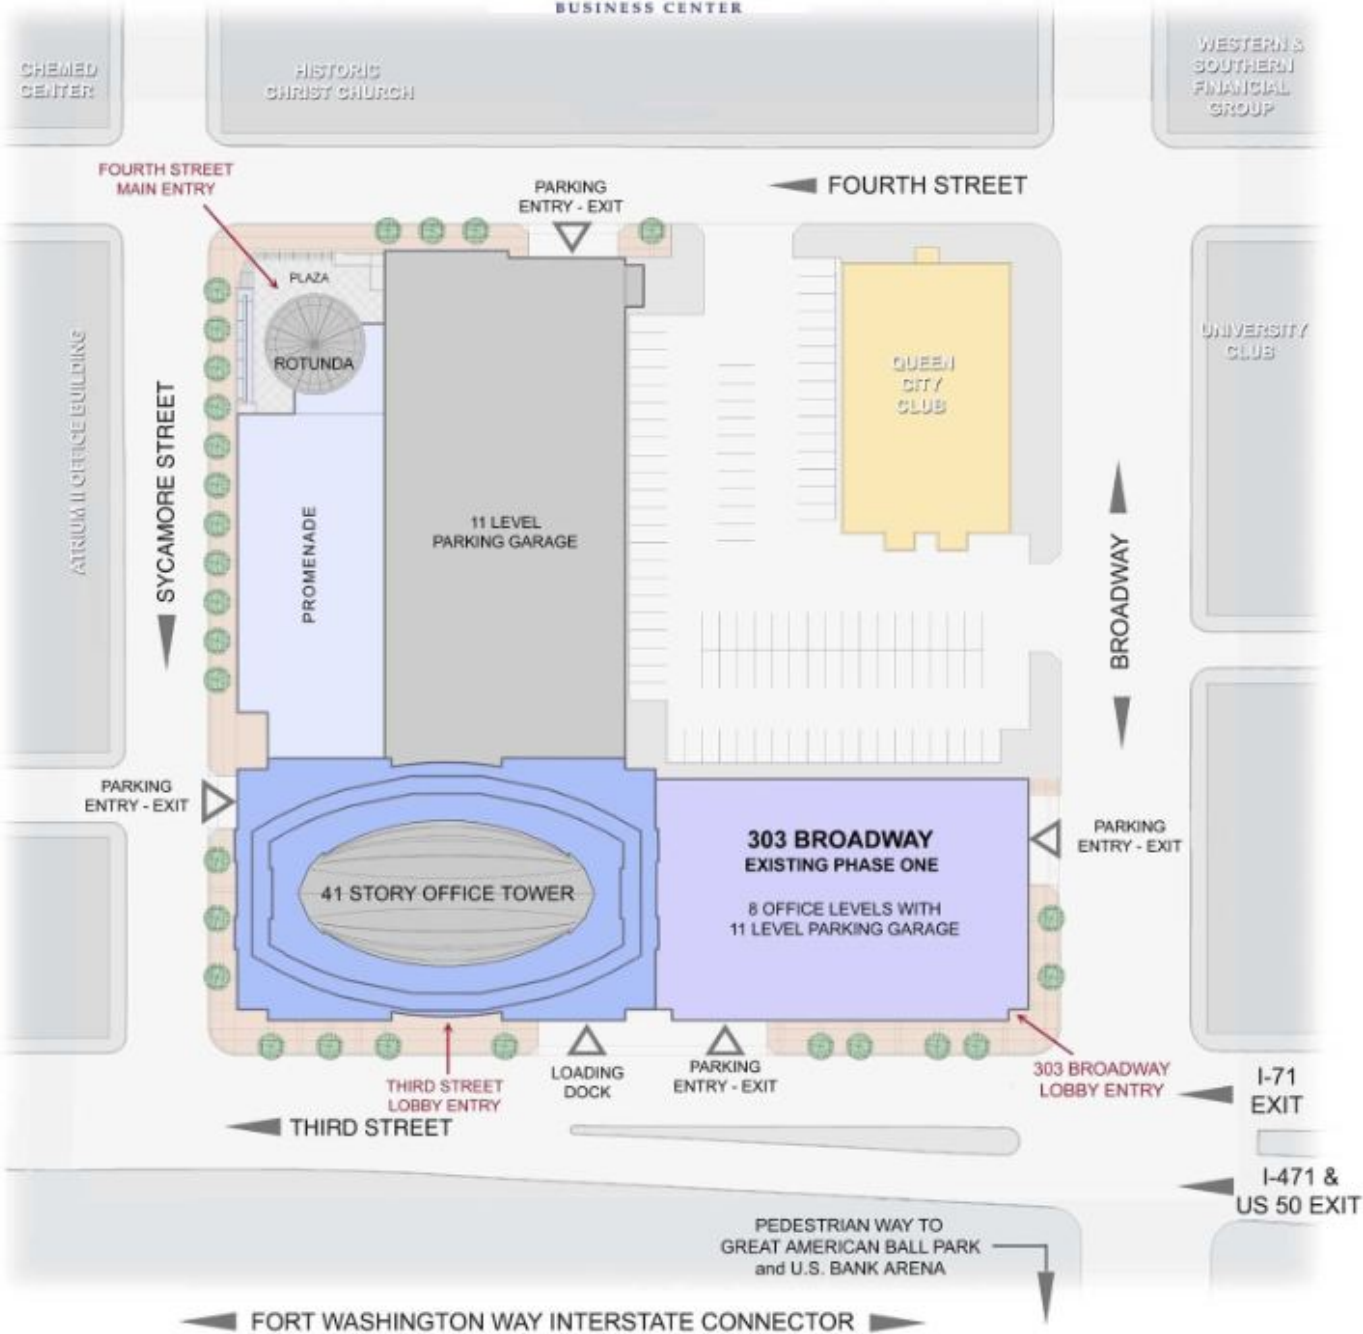 BUSINESS CENTER
CHEMED
CENTER
HISTORIC
CHRIST CHURCH
WESTERN &
SOUTHERN
FINANCIAL
GROUP
FOURTH STREET
MAIN ENTRY
PARKING
ENTRY - EXIT
FOURTH STREET
PLAZA
ROTUNDA
QUEEN
CITY
CLUB
UNIVERSITY
CLUB
ATRIUM II OFFICE BUILDING
SYCAMORE STREET
PROMENADE
11 LEVEL
PARKING GARAGE
BROADWAY
PARKING
ENTRY - EXIT
41 STORY OFFICE TOWER
303 BROADWAY
EXISTING PHASE ONE
8 OFFICE LEVELS WITH
11 LEVEL PARKING GARAGE
PARKING
ENTRY - EXIT
THIRD STREET
LOBBY ENTRY
LOADING
DOCK
PARKING
ENTRY - EXIT
303 BROADWAY
LOBBY ENTRY
I-71
EXIT
THIRD STREET
I-471 &
US 50 EXIT
PEDESTRIAN WAY TO
GREAT AMERICAN BALL PARK
and U.S. BANK ARENA
FORT WASHINGTON WAY INTERSTATE CONNECTOR